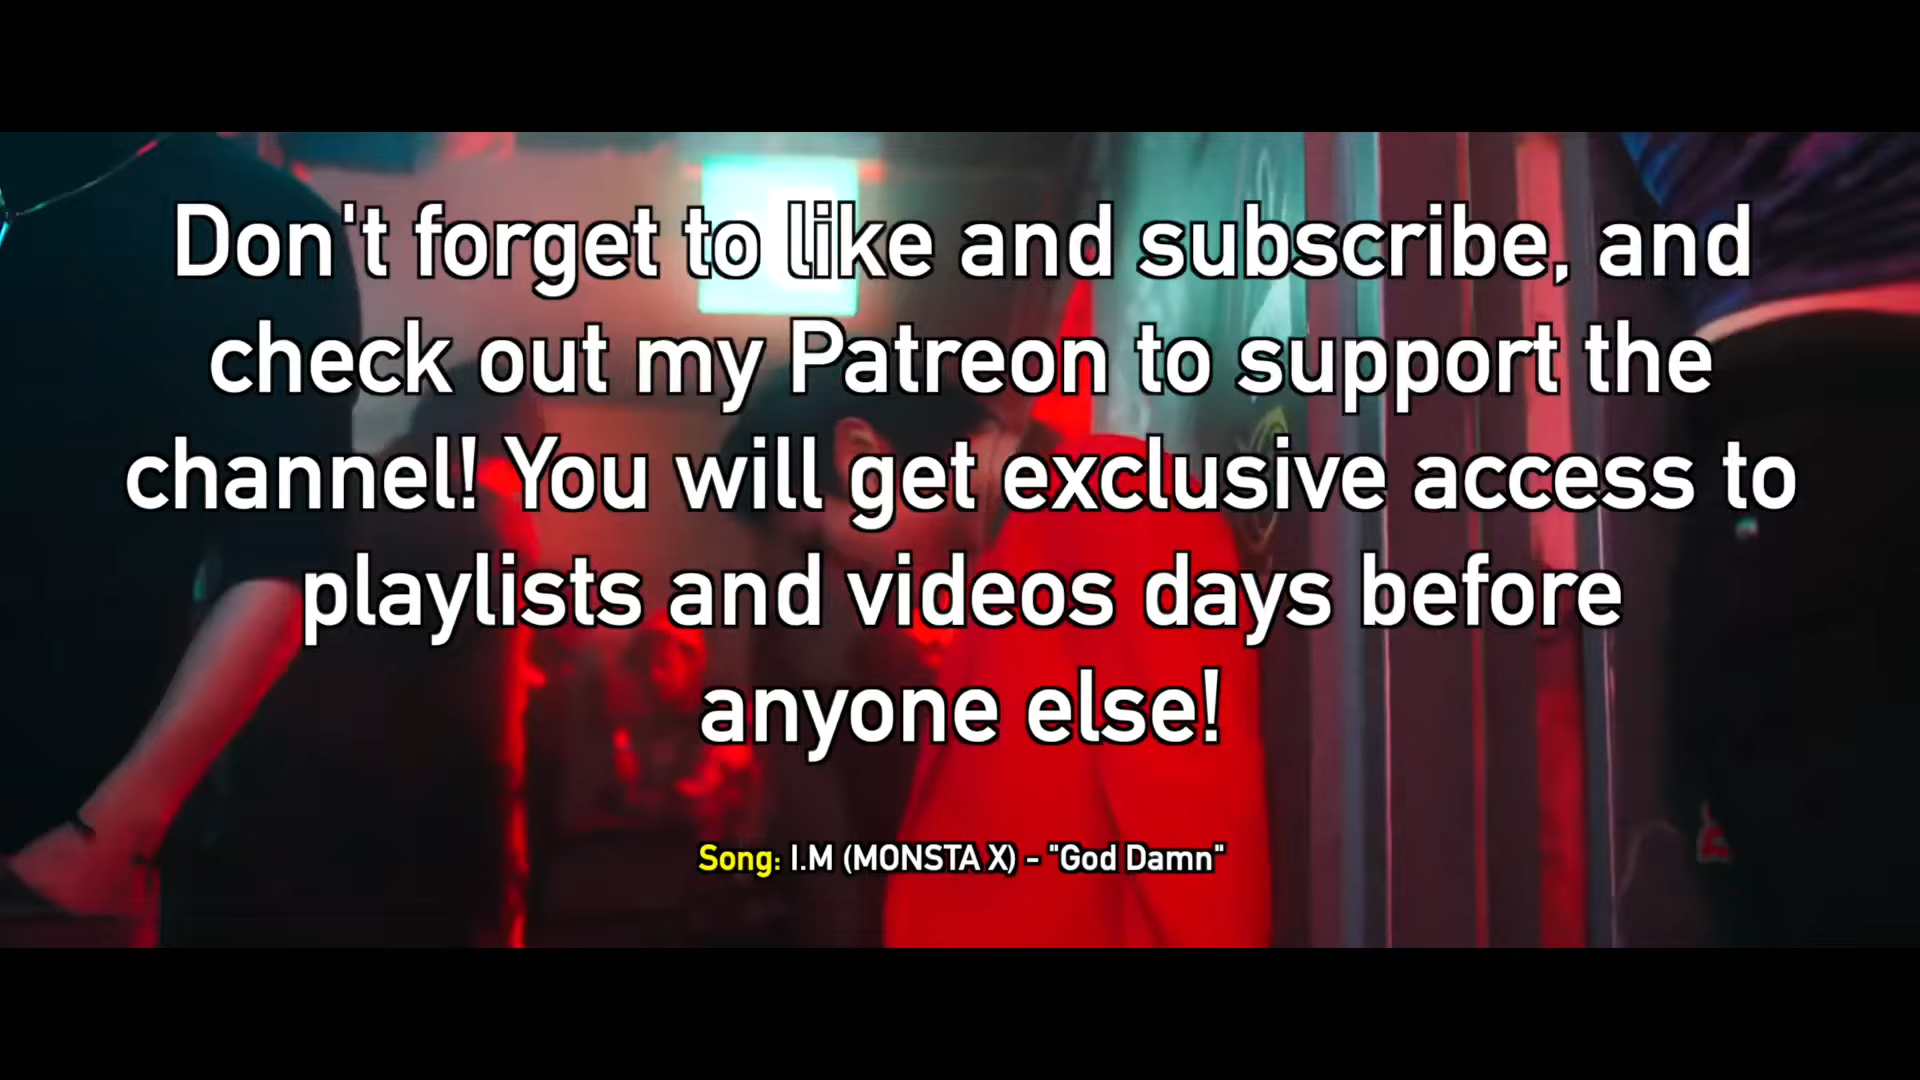 Don't forget to like and subscribe, and
check out my Patreon to support the
channel! You will get exclusive access to
playlists and videos days before
anyone else!
Song: I.M (MONSTA X) - "God Damn"